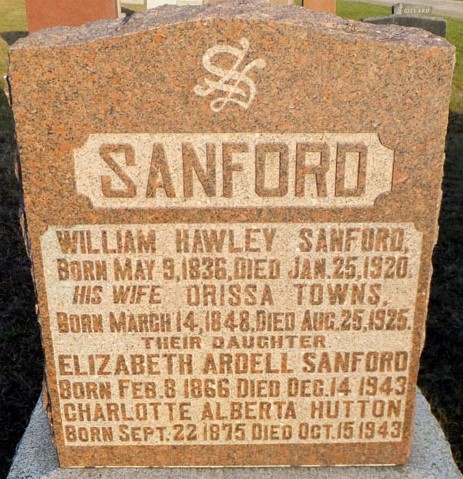 S
SANFORD
WILLIAM HAWLEY SANFORD,
BORN MAY 9, 1836, DIED JAN. 25, 1920.
HIS WIFE ORISSA TOWNS,
BORN MARCH 14, 1848, DIED AUG. 25, 1925.
THEIR DAUGHTER
ELIZABETH ARDELL SANFORD
BORN FEB. 8 1866 DIED DEC. 14 1943
CHARLOTTE ALBERTA HUTTON
BORN SEPT. 22 1875 DIED OCT. 15 1943